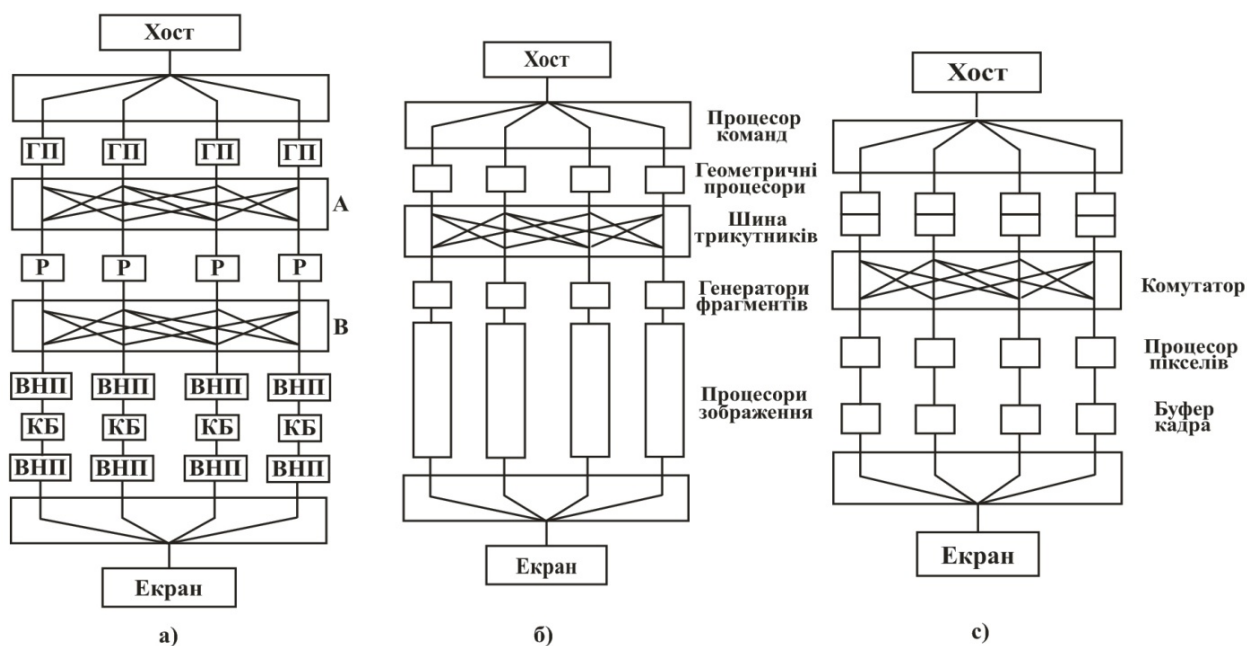 Хост
ГП ГП ГП ГП
А
Р Р Р Р
В
ВНП ВНП ВНП ВНП
КБ КБ КБ КБ
ВНП ВНП ВНП ВНП
Екран
а)
Хост
Процесор
команд
Геометричні
процесори
Шина
трикутників
Генератори
фрагментів
Процесори
зображення
Екран
б)
Хост
Комутатор
Процесор
пікселів
Буфер
кадра
Екран
с)